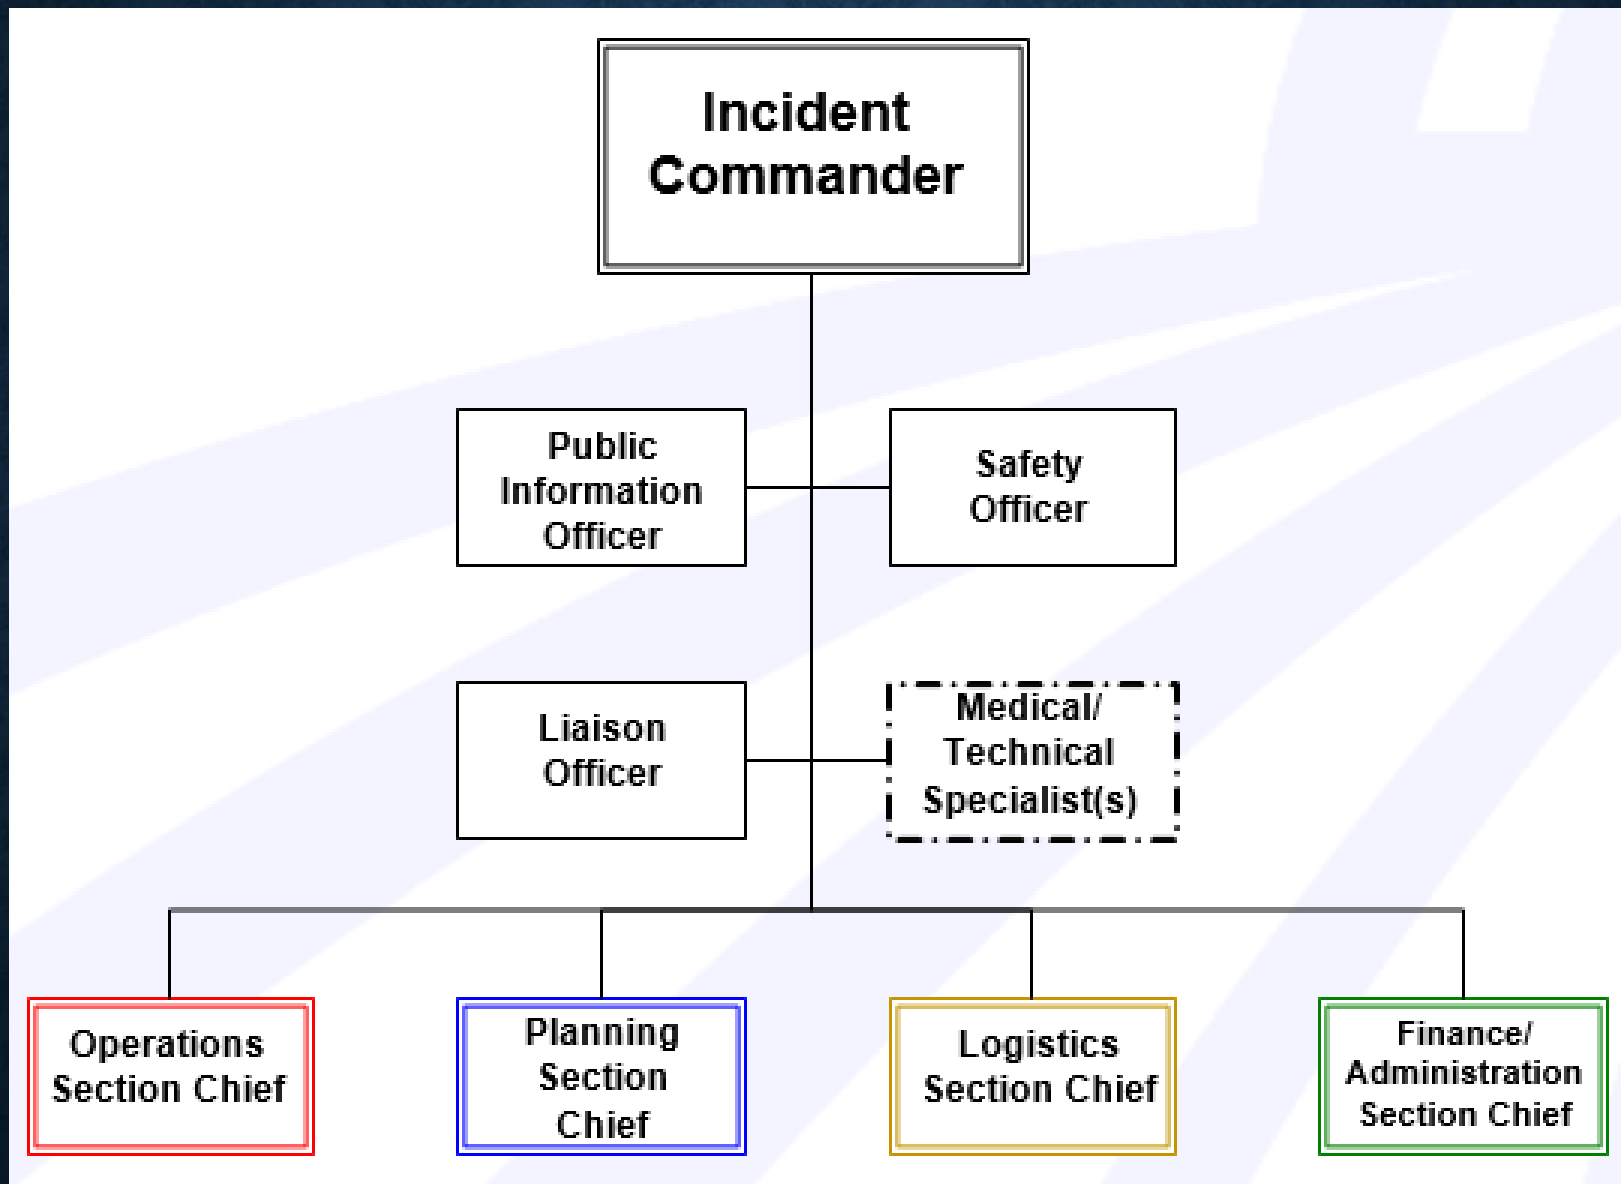 Incident
Commander
Public
Information
Officer
Safety
Officer
Liaison
Officer
Medical/
Technical
Specialist(s)
Operations
Section Chief
Planning
Section
Chief
Logistics
Section Chief
Finance/
Administration
Section Chief